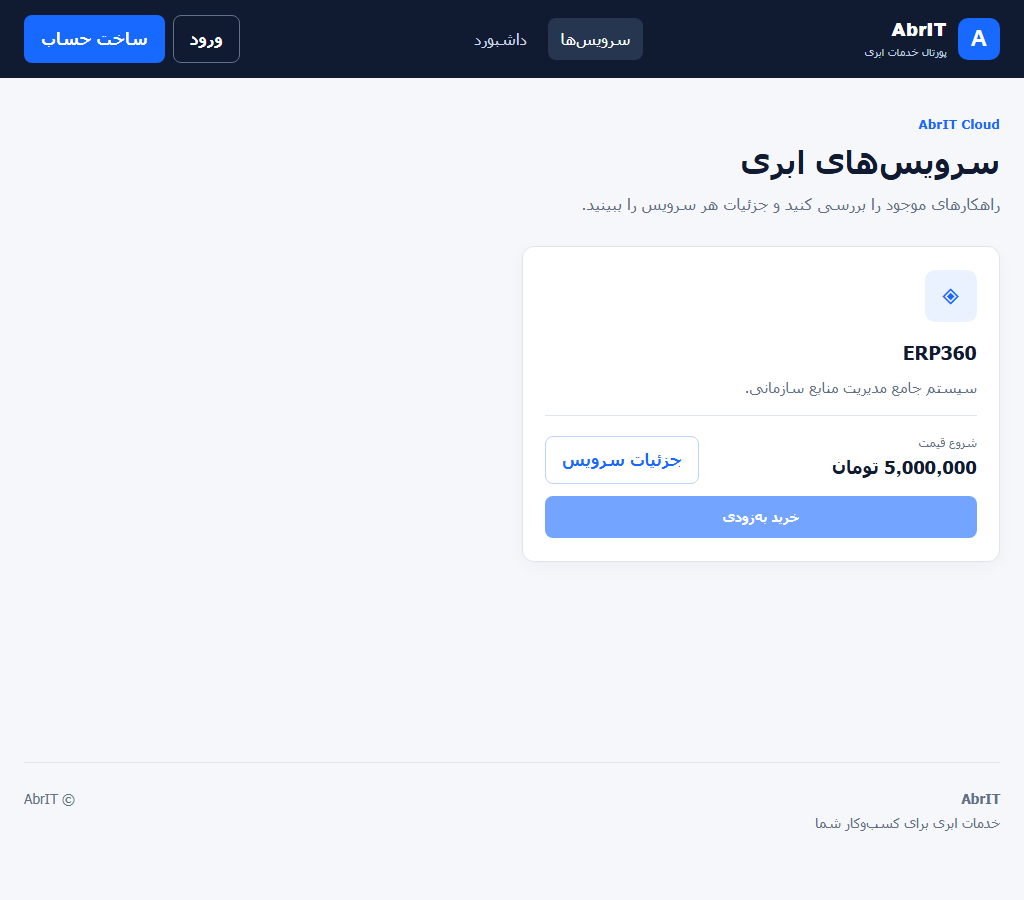 A
AbrIT
پورتال خدمات ابری
سرویس‌ها
داشبورد
ورود
ساخت حساب
AbrIT Cloud
سرویس‌های ابری
راهکارهای موجود را بررسی کنید و جزئیات هر سرویس را ببینید.
ERP360
سیستم جامع مدیریت منابع سازمانی.
شروع قیمت
5,000,000 تومان
جزئیات سرویس
خرید به‌زودی
AbrIT
خدمات ابری برای کسب‌وکار شما
© AbrIT